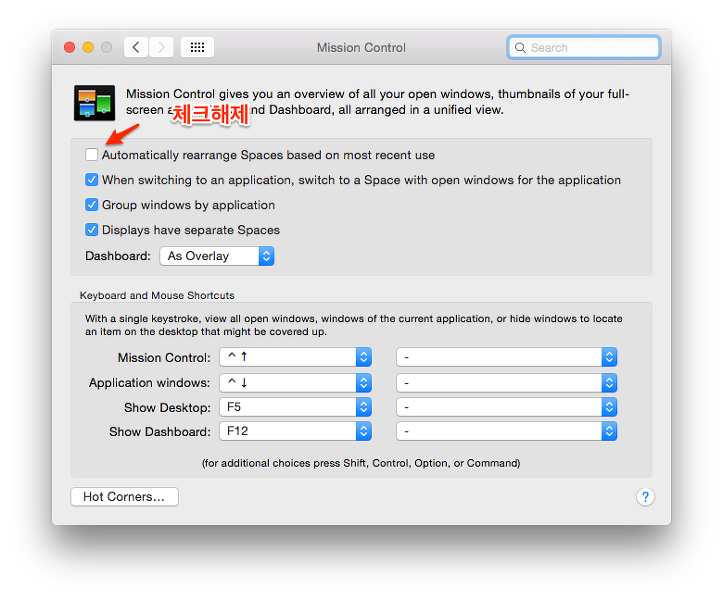 Mission Control
Search
Mission Control gives you an overview of all your open windows, thumbnails of your full-
screen a nd Dashboard, all arranged in a unified view.
체크해제
Automatically rearrange Spaces based on most recent use
When switching to an application, switch to a Space with open windows for the application
Group windows by application
Displays have separate Spaces
Dashboard: As Overlay
Keyboard and Mouse Shortcuts
With a single keystroke, view all open windows, windows of the current application, or hide windows to locate
an item on the desktop that might be covered up.
Mission Control: ^ ↑ -
Application windows: ^ ↓ -
Show Desktop: F5 -
Show Dashboard: F12 -
(for additional choices press Shift, Control, Option, or Command)
Hot Corners... ?